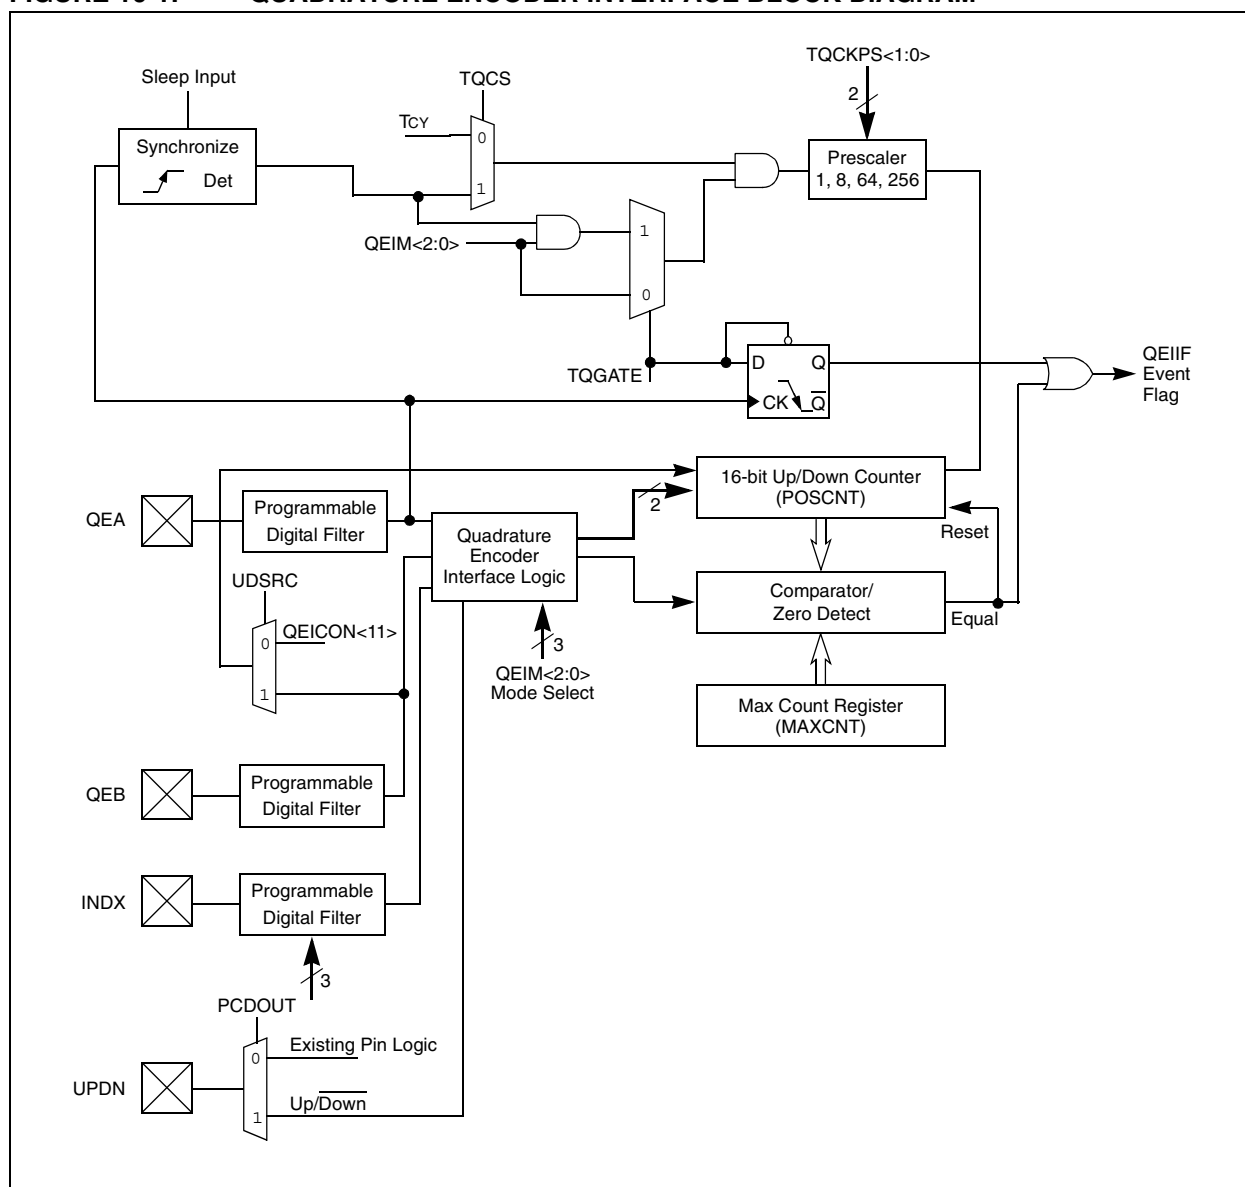 TQCKPS<1:0>
Sleep Input
TQCS
2
TCY
0
Synchronize
Det
Prescaler
1, 8, 64, 256
1
QEIM<2:0>
1
0
D
Q
TQGATE
CK
Q
QEIIF
Event
Flag
16-bit Up/Down Counter
(POSCNT)
2
QEA
Programmable
Digital Filter
Quadrature
Encoder
Interface Logic
Reset
UDSRC
Comparator/
Zero Detect
Equal
QEICON<11>
0
3
QEIM<2:0>
Mode Select
1
Max Count Register
(MAXCNT)
QEB
Programmable
Digital Filter
INDX
Programmable
Digital Filter
3
PCDOUT
Existing Pin Logic
0
UPDN
Up/Down
1